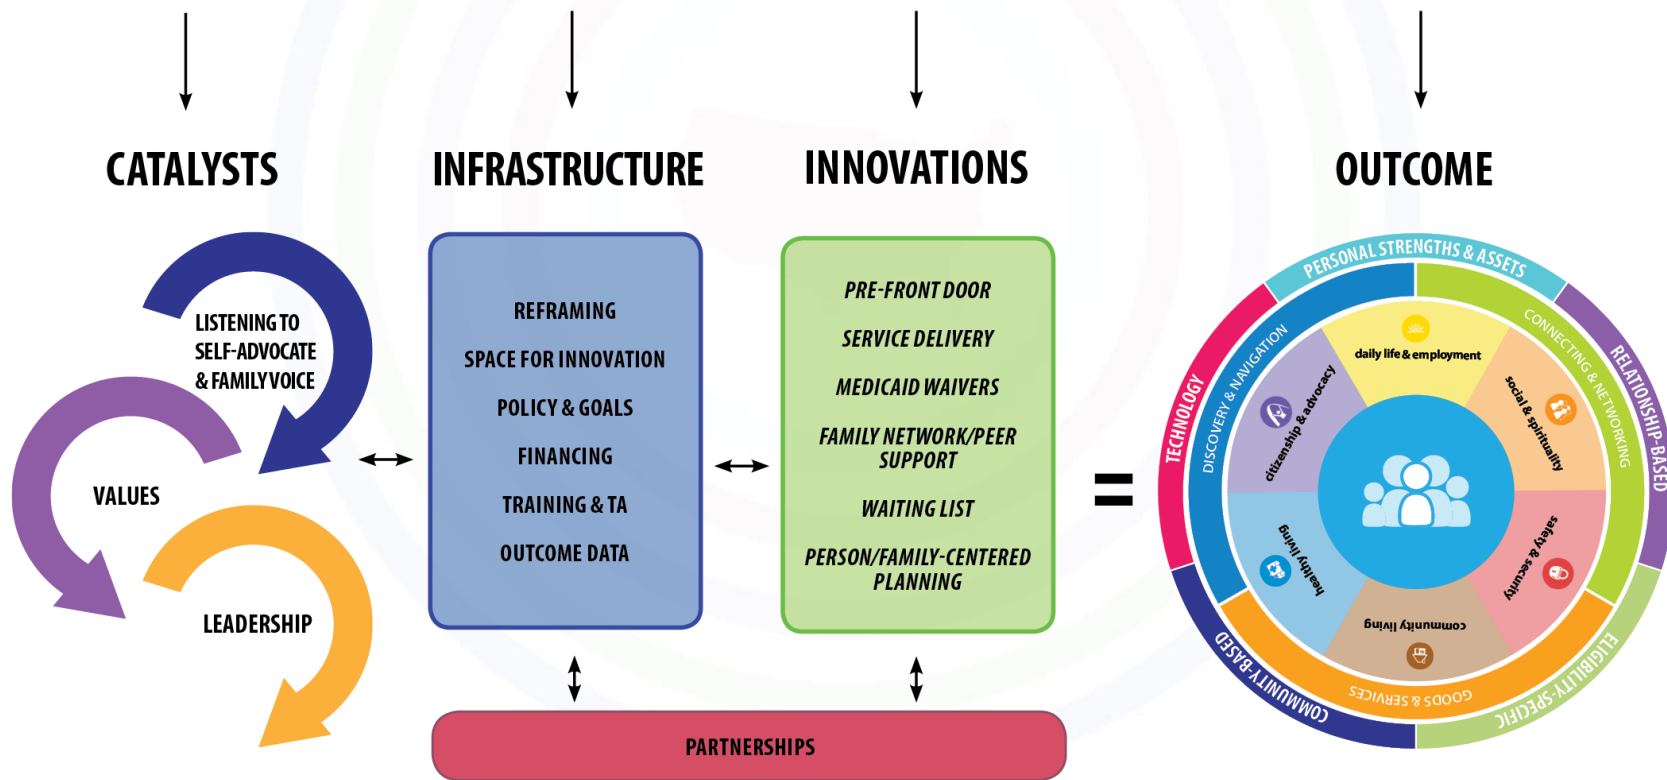 CATALYSTS
INFRASTRUCTURE
INNOVATIONS
OUTCOME
LISTENING TO
SELF-ADVOCATE
& FAMILY VOICE
VALUES
LEADERSHIP
REFRAMING
SPACE FOR INNOVATION
POLICY & GOALS
FINANCING
TRAINING & TA
OUTCOME DATA
PRE-FRONT DOOR
SERVICE DELIVERY
MEDICAID WAIVERS
FAMILY NETWORK/PEER
SUPPORT
WAITING LIST
PERSON/FAMILY-CENTERED
PLANNING
PARTNERSHIPS
=
PERSONAL STRENGTHS & ASSETS
RELATIONSHIP-BASED
ELIGIBILITY-SPECIFIC
COMMUNITY-BASED
TECHNOLOGY
DISCOVERY & NAVIGATION
CONNECTING & NETWORKING
GOODS & SERVICES
daily life & employment
social & spirituality
safety & security
community living
healthy living
citizenship & advocacy